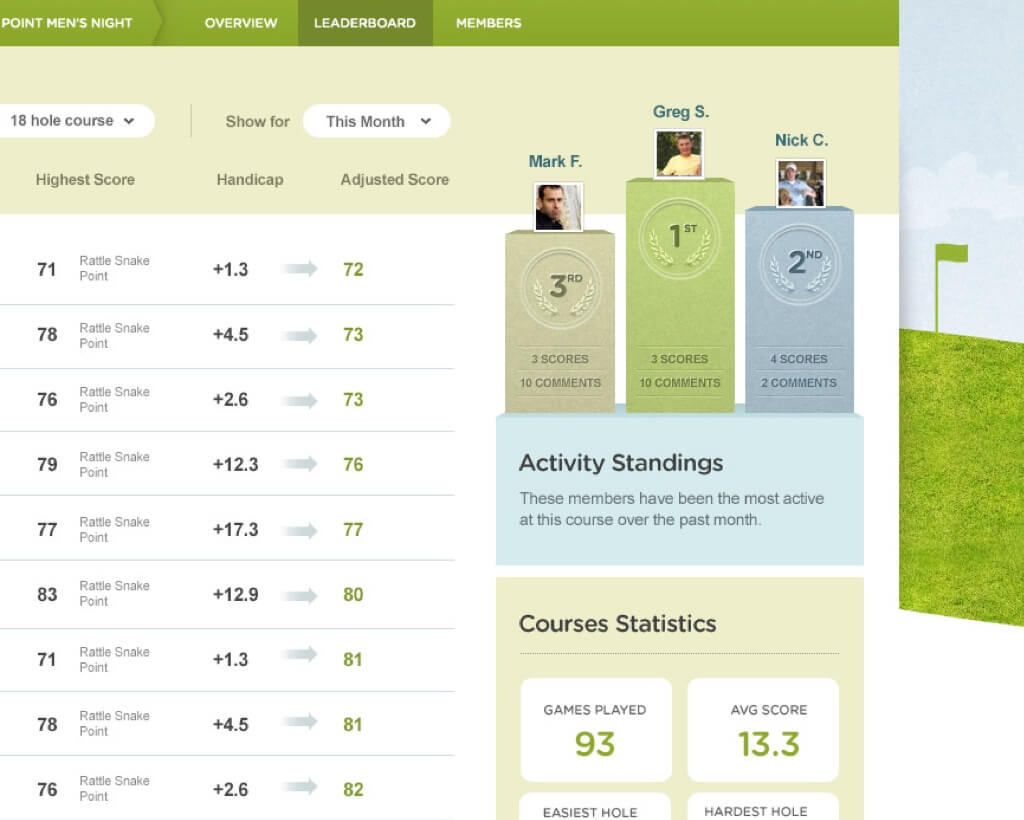 POINT MEN'S NIGHT
OVERVIEW
LEADERBOARD
MEMBERS
18 hole course
Show for
This Month
Highest Score
Handicap
Adjusted Score
71 Rattle Snake Point +1.3 72
78 Rattle Snake Point +4.5 73
76 Rattle Snake Point +2.6 73
79 Rattle Snake Point +12.3 76
77 Rattle Snake Point +17.3 77
83 Rattle Snake Point +12.9 80
71 Rattle Snake Point +1.3 81
78 Rattle Snake Point +4.5 81
76 Rattle Snake Point +2.6 82
Mark F.
3RD
3 SCORES
10 COMMENTS
Greg S.
1ST
3 SCORES
10 COMMENTS
Nick C.
2ND
4 SCORES
2 COMMENTS
Activity Standings
These members have been the most active
at this course over the past month.
Courses Statistics
GAMES PLAYED
93
AVG SCORE
13.3
EASIEST HOLE
HARDEST HOLE